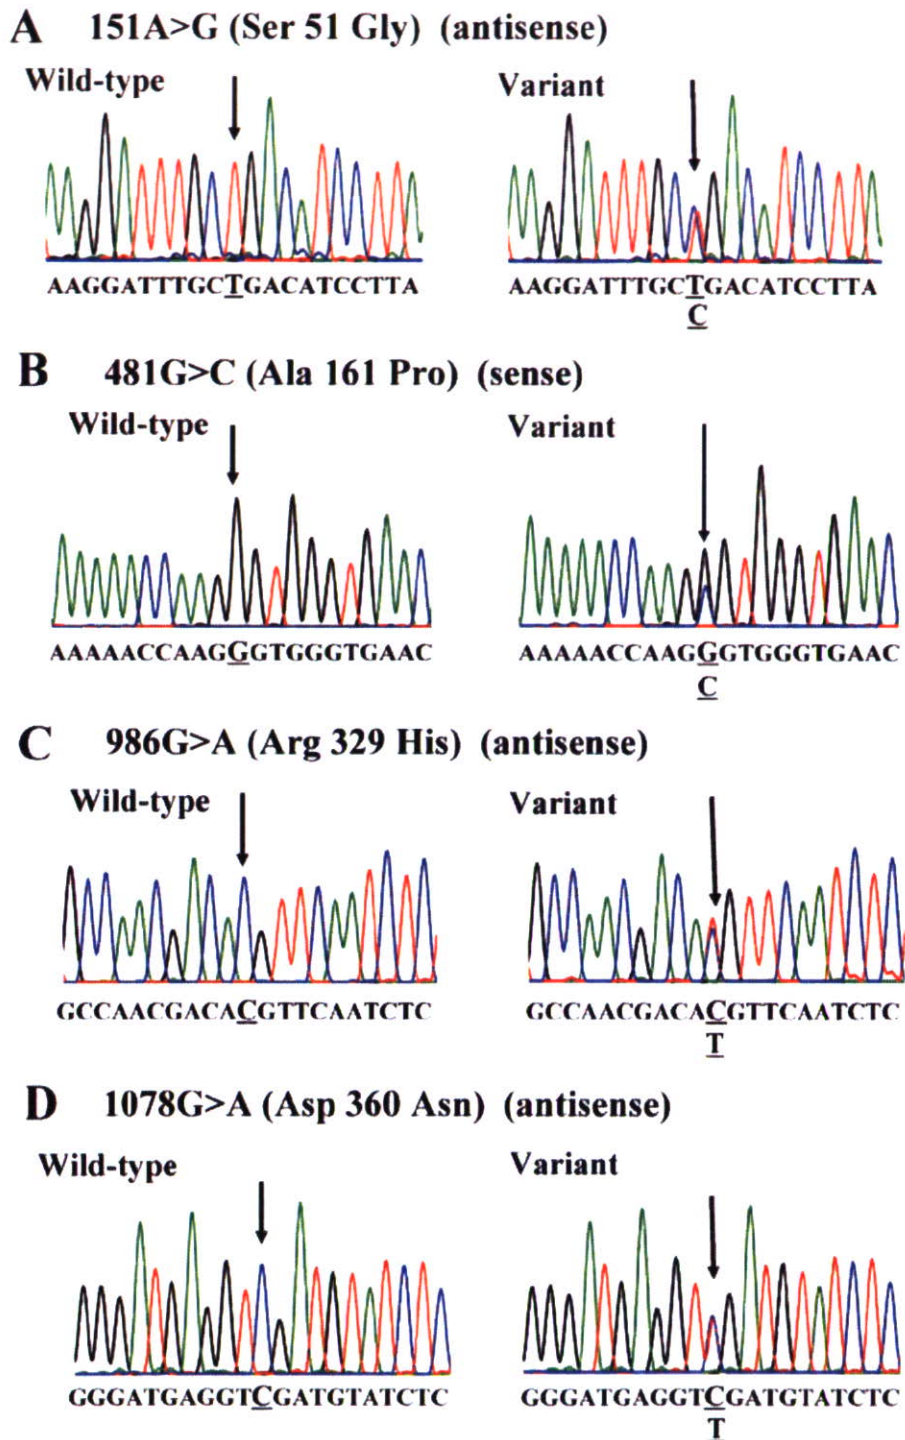 A 151A>G (Ser 51 Gly) (antisense)
Wild-type Variant
AAGGATTTGCTGACATCCTTA AAGGATTTGCTGACATCCTTA
C
B 481G>C (Ala 161 Pro) (sense)
Wild-type Variant
AAAAACCAAGGGTGGGTGAAC AAAAACCAAGGGTGGGTGAAC
C
C 986G>A (Arg 329 His) (antisense)
Wild-type Variant
GCCAACGACACGTTCAATCTC GCCAACGACACGTTCAATCTC
T
D 1078G>A (Asp 360 Asn) (antisense)
Wild-type Variant
GGGATGAGGTCGATGTATCTC GGGATGAGGTCGATGTATCTC
T